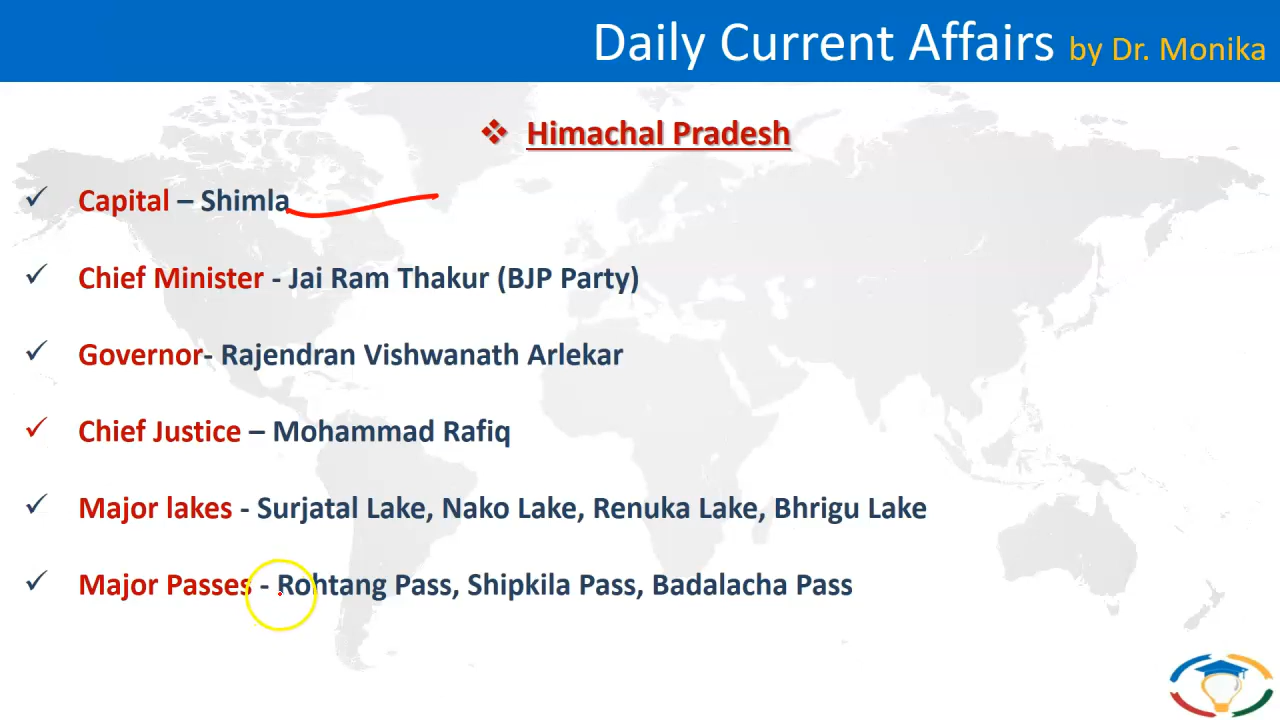 Daily Current Affairs by Dr. Monika
❖ Himachal Pradesh
✓ Capital – Shimla
✓ Chief Minister - Jai Ram Thakur (BJP Party)
✓ Governor- Rajendran Vishwanath Arlekar
✓ Chief Justice – Mohammad Rafiq
✓ Major lakes - Surjatal Lake, Nako Lake, Renuka Lake, Bhrigu Lake
✓ Major Passes - Rohtang Pass, Shipkila Pass, Badalacha Pass